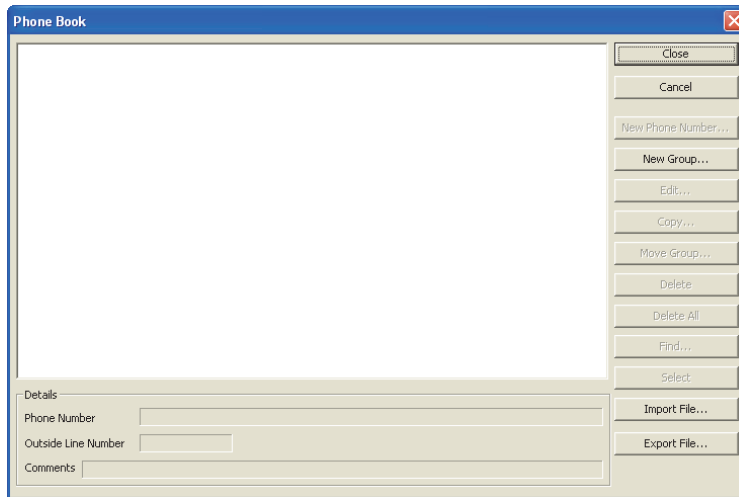 Phone Book
Close
Cancel
New Phone Number...
New Group...
Edit...
Copy...
Move Group...
Delete
Delete All
Find...
Select
Import File...
Export File...
Details
Phone Number
Outside Line Number
Comments